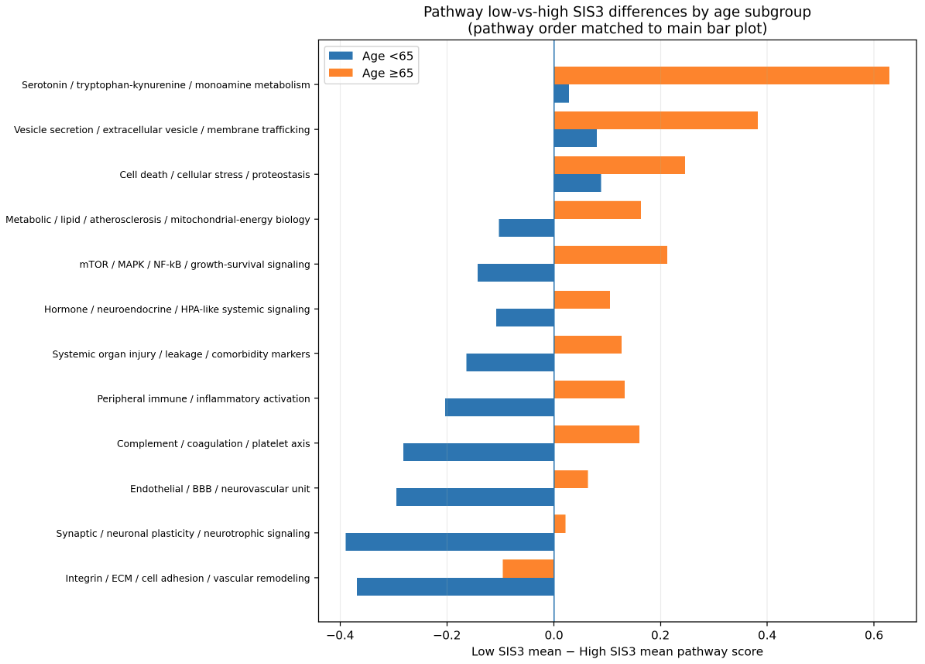 Pathway low-vs-high SIS3 differences by age subgroup
(pathway order matched to main bar plot)
Age <65
Age ≥65
Serotonin / tryptophan-kynurenine / monoamine metabolism
Vesicle secretion / extracellular vesicle / membrane trafficking
Cell death / cellular stress / proteostasis
Metabolic / lipid / atherosclerosis / mitochondrial-energy biology
mTOR / MAPK / NF-kB / growth-survival signaling
Hormone / neuroendocrine / HPA-like systemic signaling
Systemic organ injury / leakage / comorbidity markers
Peripheral immune / inflammatory activation
Complement / coagulation / platelet axis
Endothelial / BBB / neurovascular unit
Synaptic / neuronal plasticity / neurotrophic signaling
Integrin / ECM / cell adhesion / vascular remodeling
−0.4 −0.2 0.0 0.2 0.4 0.6
Low SIS3 mean − High SIS3 mean pathway score